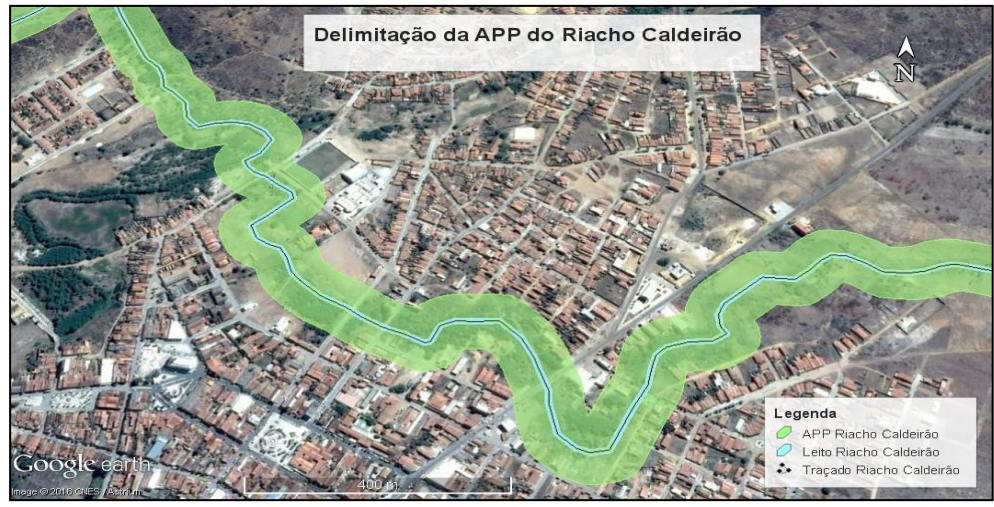 Delimitação da APP do Riacho Caldeirão
N
Legenda
APP Riacho Caldeirão
Leito Riacho Caldeirão
Traçado Riacho Caldeirão
Google earth
Image © 2016 CNES / Astrium
400 m